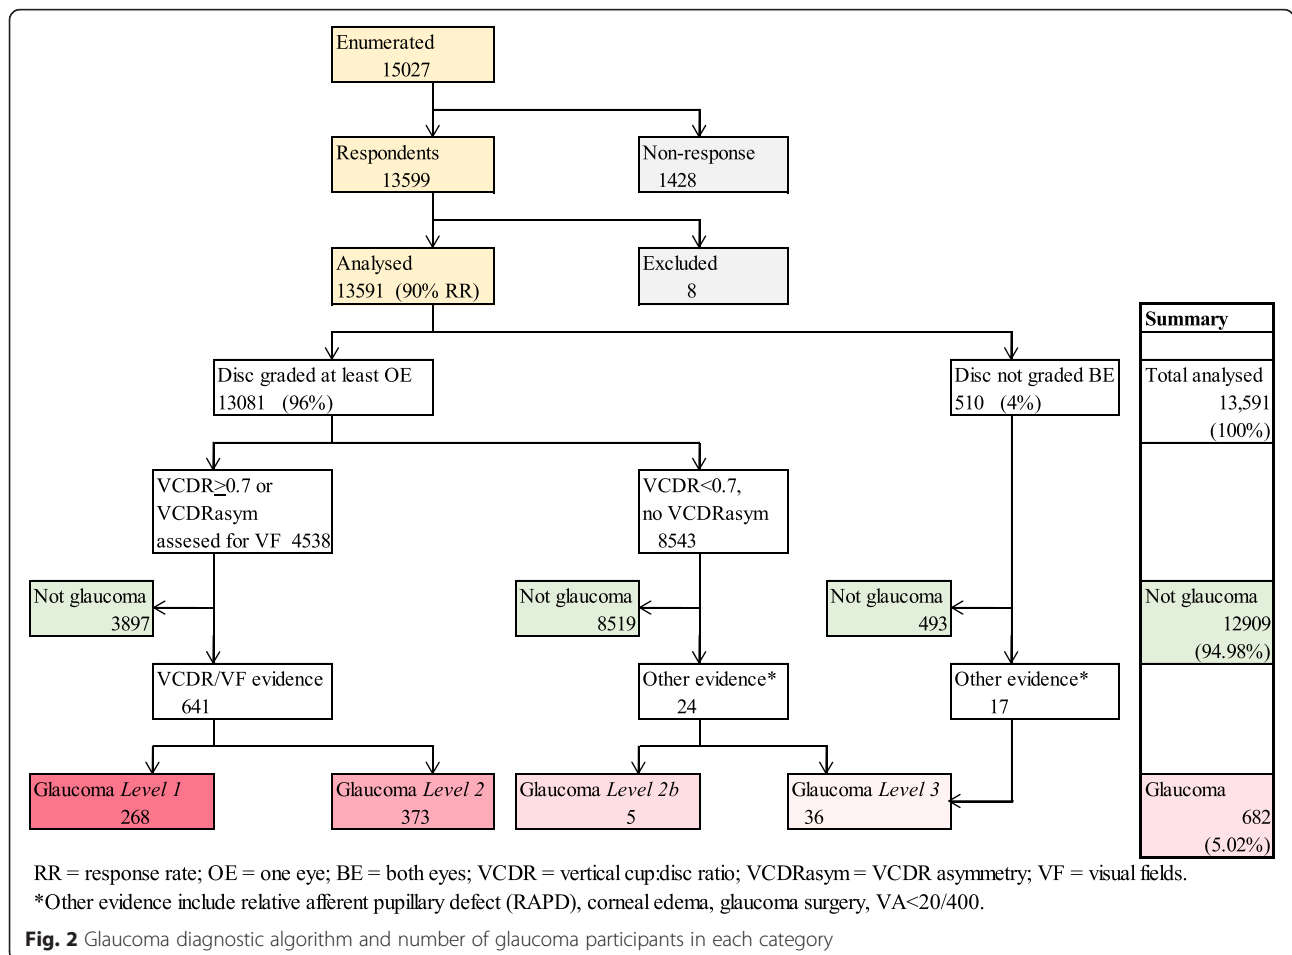 Enumerated
15027
Respondents
13599
Non-response
1428
Analysed
13591 (90% RR)
Excluded
8
Disc graded at least OE
13081 (96%)
Disc not graded BE
510 (4%)
VCDR≥0.7 or
VCDRasym
assesed for VF 4538
VCDR<0.7,
no VCDRasym
8543
Not glaucoma
3897
Not glaucoma
8519
Not glaucoma
493
VCDR/VF evidence
641
Other evidence*
24
Other evidence*
17
Glaucoma Level 1
268
Glaucoma Level 2
373
Glaucoma Level 2b
5
Glaucoma Level 3
36
Summary
Total analysed
13,591
(100%)
Not glaucoma
12909
(94.98%)
Glaucoma
682
(5.02%)
RR = response rate; OE = one eye; BE = both eyes; VCDR = vertical cup:disc ratio; VCDRasym = VCDR asymmetry; VF = visual fields.
*Other evidence include relative afferent pupillary defect (RAPD), corneal edema, glaucoma surgery, VA<20/400.
Fig. 2 Glaucoma diagnostic algorithm and number of glaucoma participants in each category